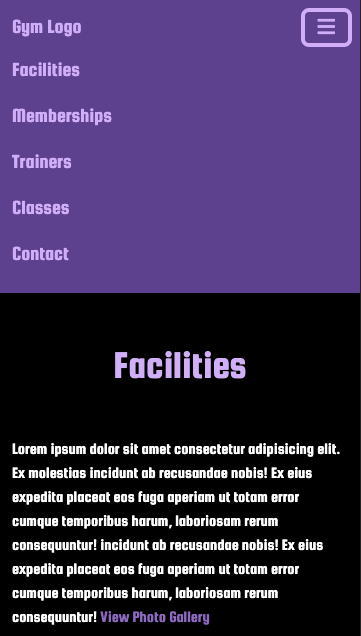 Gym Logo
Facilities
Memberships
Trainers
Classes
Contact
Facilities
Lorem ipsum dolor sit amet consectetur adipisicing elit.
Ex molestias incidunt ab recusandae nobis! Ex eius
expedita placeat eos fuga aperiam ut totam error
cumque temporibus harum, laboriosam rerum
consequuntur! incidunt ab recusandae nobis! Ex eius
expedita placeat eos fuga aperiam ut totam error
cumque temporibus harum, laboriosam rerum
consequuntur! View Photo Gallery